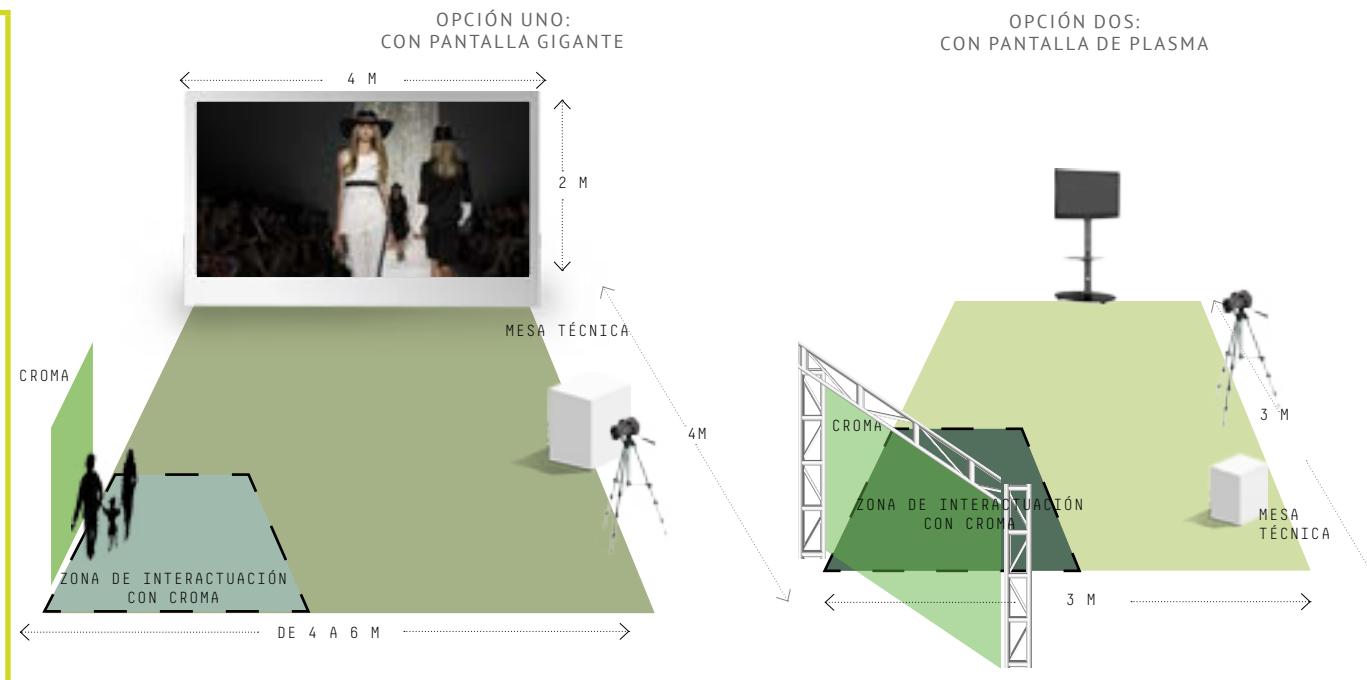 OPCIÓN UNO:
CON PANTALLA GIGANTE
4 M
2 M
MESA TÉCNICA
CROMA
4M
ZONA DE INTERACTUACIÓN
CON CROMA
DE 4 A 6 M
OPCIÓN DOS:
CON PANTALLA DE PLASMA
3 M
CROMA
ZONA DE INTERACTUACIÓN
CON CROMA
MESA
TÉCNICA
3 M